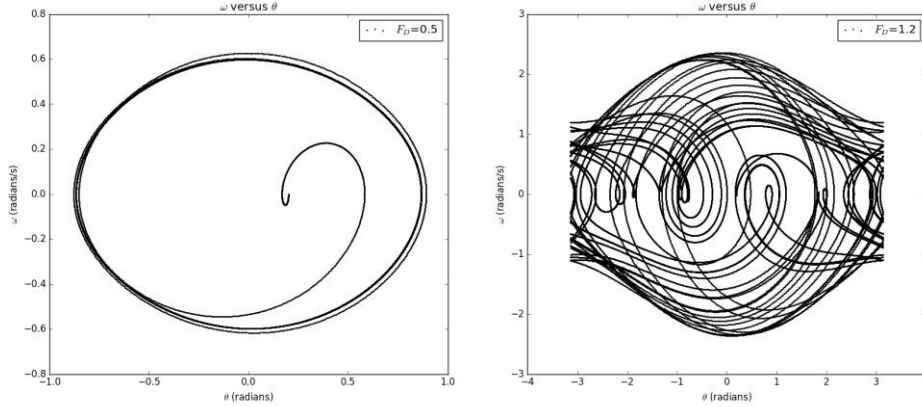 ω versus θ
F_D=0.5
0.8
0.6
0.4
0.2
0.0
−0.2
−0.4
−0.6
−0.8
ω (radians/s)
−1.0 −0.5 0.0 0.5 1.0
θ (radians)
ω versus θ
F_D=1.2
3
2
1
0
−1
−2
−3
ω (radians/s)
−4 −3 −2 −1 0 1 2 3
θ (radians)